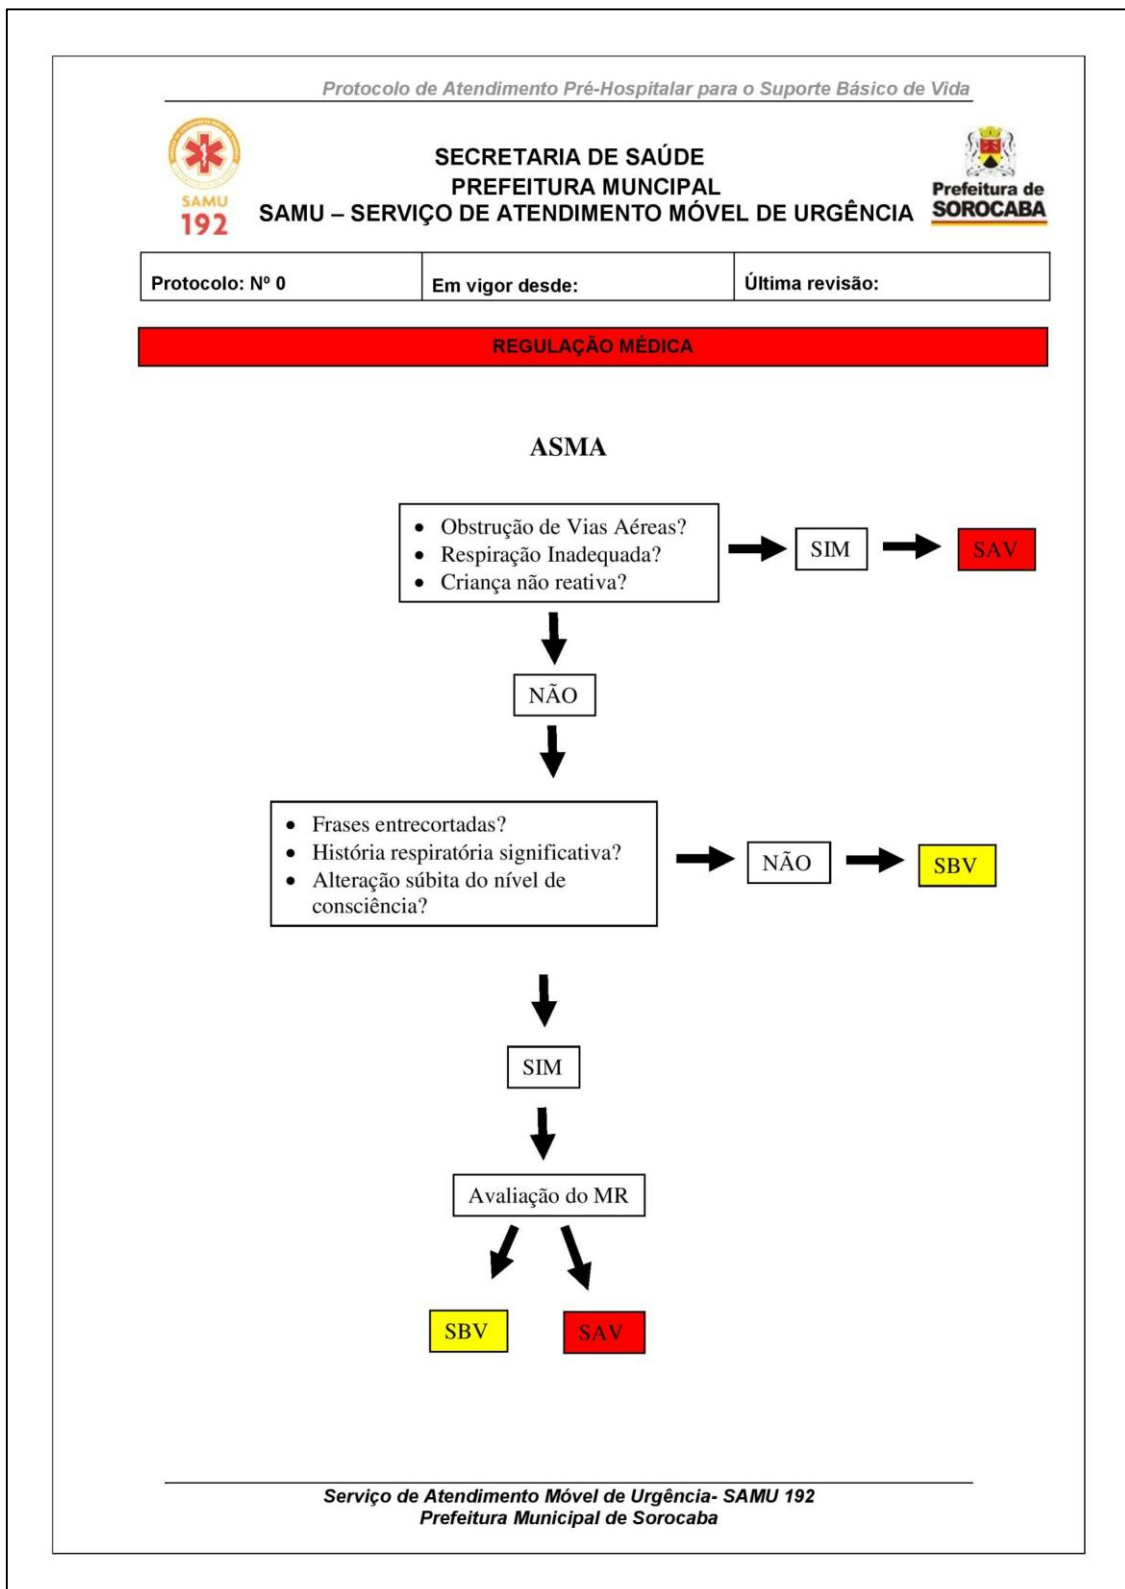 Protocolo de Atendimento Pré-Hospitalar para o Suporte Básico de Vida
SAMU
192
SECRETARIA DE SAÚDE
PREFEITURA MUNCIPAL
SAMU – SERVIÇO DE ATENDIMENTO MÓVEL DE URGÊNCIA
Prefeitura de
SOROCABA
Protocolo: Nº 0
Em vigor desde:
Última revisão:
REGULAÇÃO MÉDICA
ASMA
• Obstrução de Vias Aéreas?
• Respiração Inadequada?
• Criança não reativa?
SIM
SAV
NÃO
• Frases entrecortadas?
• História respiratória significativa?
• Alteração súbita do nível de
consciência?
NÃO
SBV
SIM
Avaliação do MR
SBV
SAV
Serviço de Atendimento Móvel de Urgência- SAMU 192
Prefeitura Municipal de Sorocaba